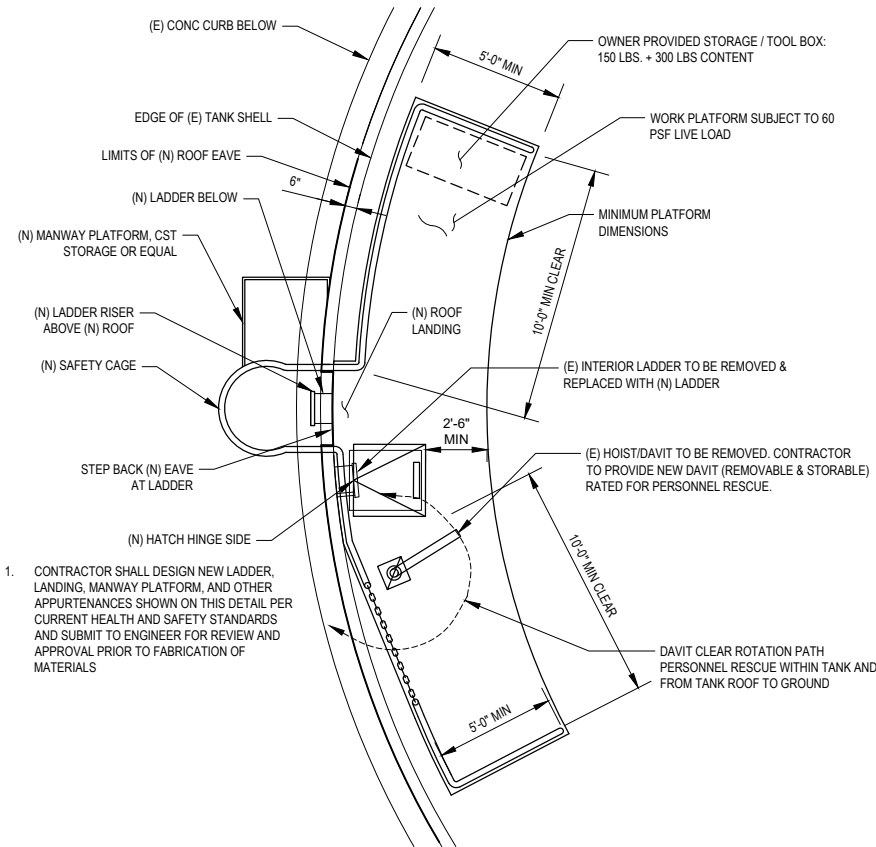 (E) CONC CURB BELOW
5'-0" MIN
OWNER PROVIDED STORAGE / TOOL BOX:
150 LBS. + 300 LBS CONTENT
EDGE OF (E) TANK SHELL
WORK PLATFORM SUBJECT TO 60
PSF LIVE LOAD
LIMITS OF (N) ROOF EAVE
6"
(N) LADDER BELOW
MINIMUM PLATFORM
DIMENSIONS
(N) MANWAY PLATFORM, CST
STORAGE OR EQUAL
10'-0" MIN CLEAR
(N) LADDER RISER
ABOVE (N) ROOF
(N) ROOF
LANDING
(N) SAFETY CAGE
(E) INTERIOR LADDER TO BE REMOVED &
REPLACED WITH (N) LADDER
2'-6"
MIN
STEP BACK (N) EAVE
AT LADDER
(E) HOIST/DAVIT TO BE REMOVED. CONTRACTOR
TO PROVIDE NEW DAVIT (REMOVABLE & STORABLE)
RATED FOR PERSONNEL RESCUE.
(N) HATCH HINGE SIDE
10'-0" MIN CLEAR
1. CONTRACTOR SHALL DESIGN NEW LADDER,
LANDING, MANWAY PLATFORM, AND OTHER
APPURTENANCES SHOWN ON THIS DETAIL PER
CURRENT HEALTH AND SAFETY STANDARDS
AND SUBMIT TO ENGINEER FOR REVIEW AND
APPROVAL PRIOR TO FABRICATION OF
MATERIALS
DAVIT CLEAR ROTATION PATH
PERSONNEL RESCUE WITHIN TANK AND
FROM TANK ROOF TO GROUND
5'-0" MIN